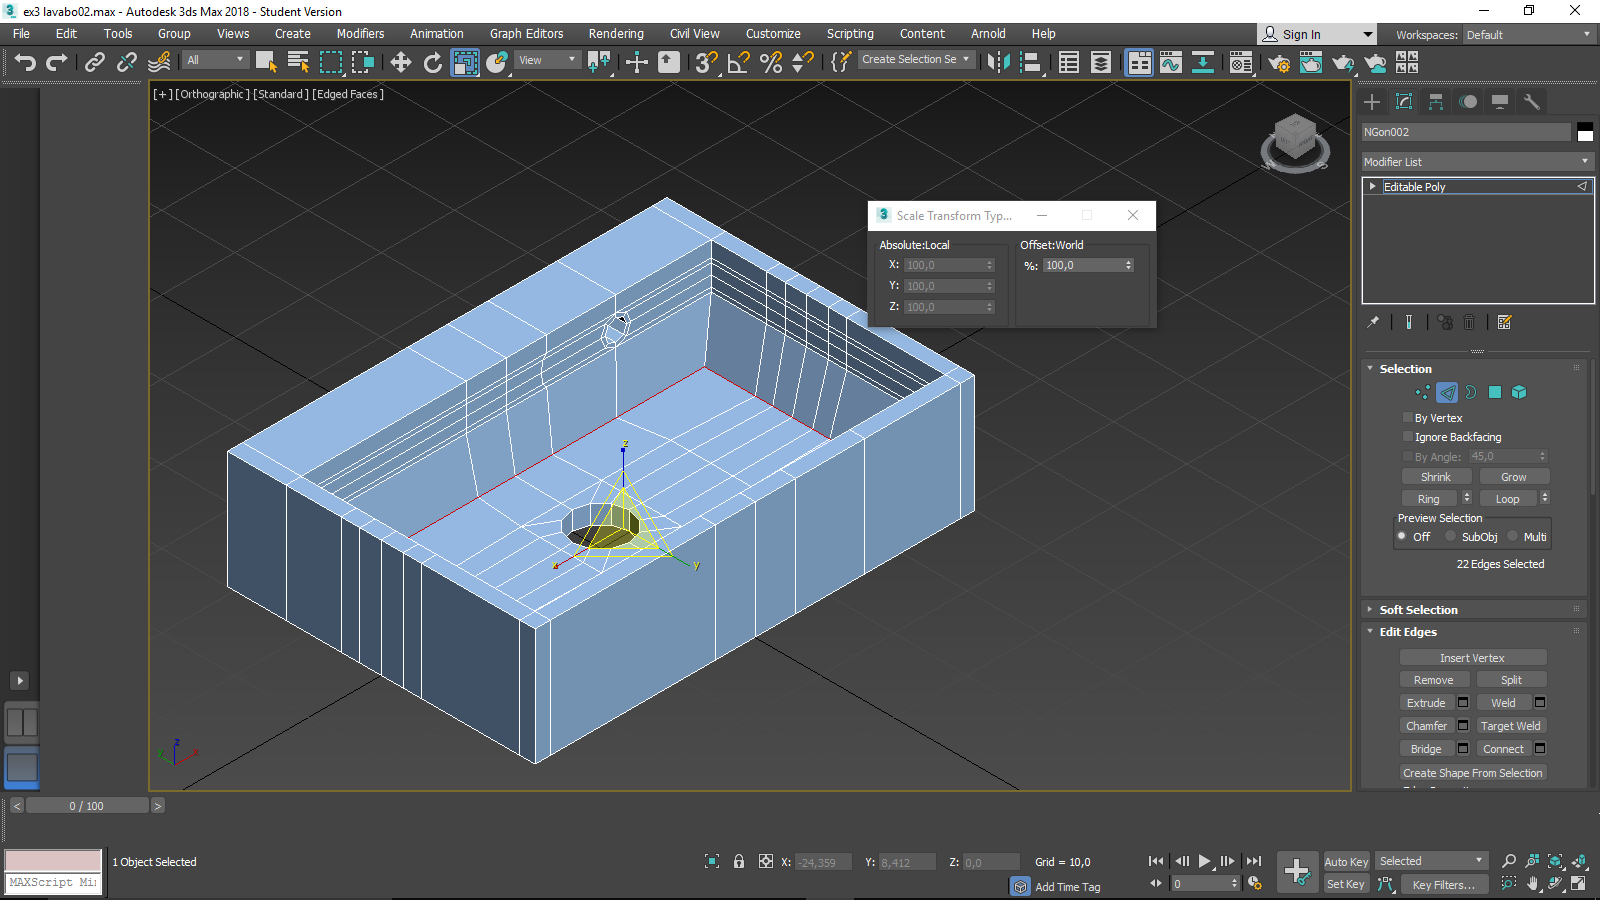 ex3 lavabo02.max - Autodesk 3ds Max 2018 - Student Version
File Edit Tools Group Views Create Modifiers Animation Graph Editors Rendering Civil View Customize Scripting Content Arnold Help
Sign In Workspaces: Default
All View Create Selection Se
[+] [Orthographic] [Standard] [Edged Faces]
NGon002
Modifier List
Editable Poly
Scale Transform Typ...
Absolute:Local Offset:World
X: 100,0 %: 100,0
Y: 100,0
Z: 100,0
Selection
By Vertex
Ignore Backfacing
By Angle: 45,0
Shrink Grow
Ring Loop
Preview Selection
Off SubObj Multi
22 Edges Selected
Soft Selection
Edit Edges
Insert Vertex
Remove Split
Extrude Weld
Chamfer Target Weld
Bridge Connect
Create Shape From Selection
z
x
y
z
x
y
< 0 / 100 >
1 Object Selected X: -24,359 Y: 8,412 Z: 0,0 Grid = 10,0 Auto Key Selected
MAXScript Mi Add Time Tag 0 Set Key Key Filters...